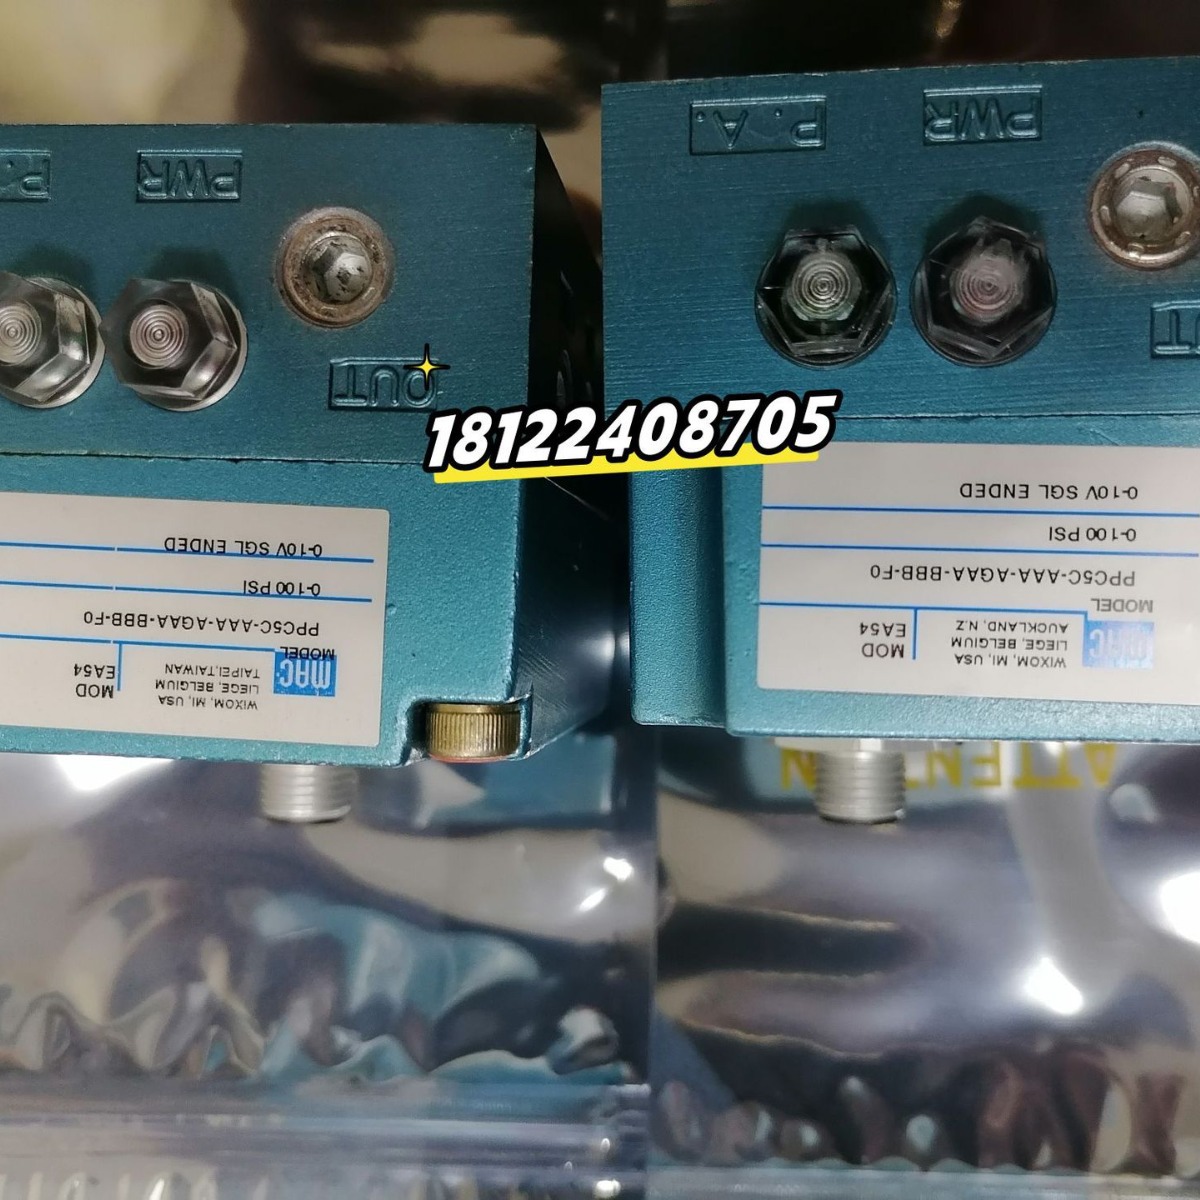 P.
PWR
OUT
P.A.
PWR
UT
18122408705
MAC
WIXOM, MI, USA
LIEGE, BELGIUM
TAIPEI,TAIWAN
MOD
EA54
MODEL
PPC5C-AAA-AGAA-BBB-F0
0-100 PSI
0-10V SGL ENDED
MAC
WIXOM, MI, USA
LIEGE, BELGIUM
AUCKLAND, N.Z
MOD
EA54
MODEL
PPC5C-AAA-AGAA-BBB-F0
0-100 PSI
0-10V SGL ENDED
ATTENT N